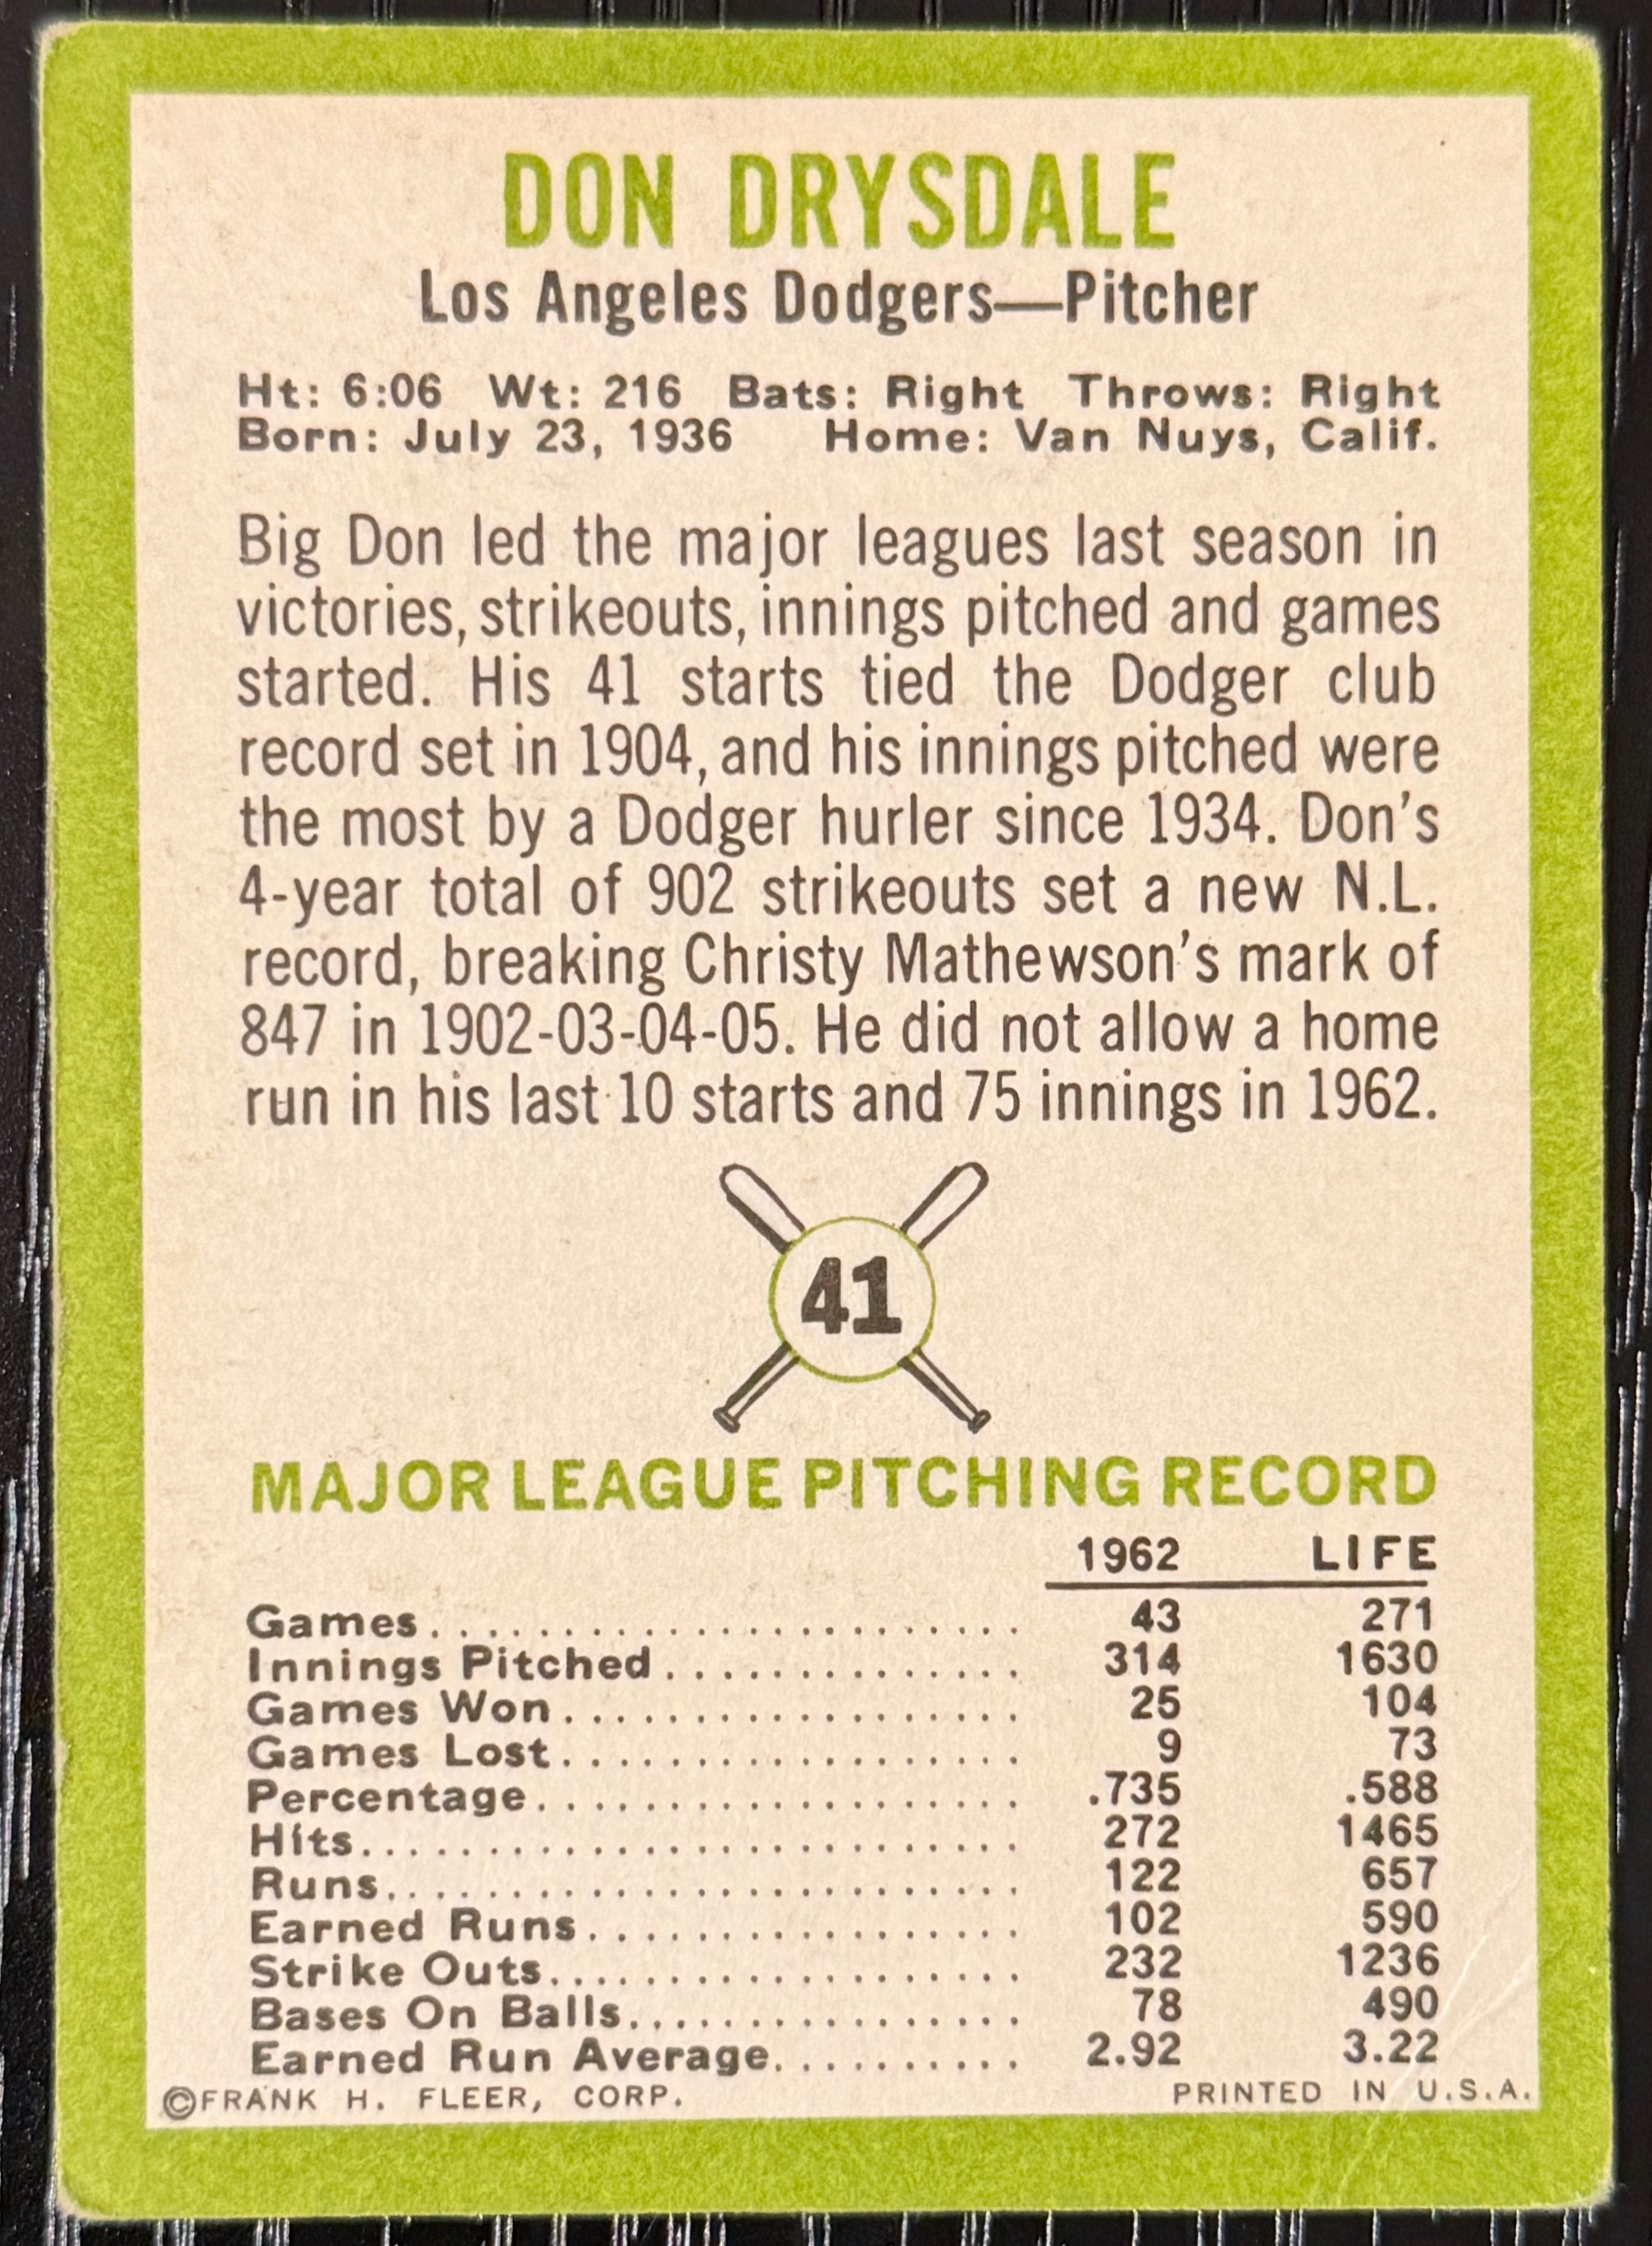 DON DRYSDALE
Los Angeles Dodgers—Pitcher
Ht: 6:06 Wt: 216 Bats: Right Throws: Right
Born: July 23, 1936 Home: Van Nuys, Calif.
Big Don led the major leagues last season in
victories, strikeouts, innings pitched and games
started. His 41 starts tied the Dodger club
record set in 1904, and his innings pitched were
the most by a Dodger hurler since 1934. Don's
4-year total of 902 strikeouts set a new N.L.
record, breaking Christy Mathewson's mark of
847 in 1902-03-04-05. He did not allow a home
run in his last 10 starts and 75 innings in 1962.
41
MAJOR LEAGUE PITCHING RECORD
1962 LIFE
Games........................ 43 271
Innings Pitched.............. 314 1630
Games Won.................. 25 104
Games Lost.................. 9 73
Percentage................... .735 .588
Hits.......................... 272 1465
Runs......................... 122 657
Earned Runs................. 102 590
Strike Outs................... 232 1236
Bases On Balls............... 78 490
Earned Run Average.......... 2.92 3.22
©FRANK H. FLEER, CORP. PRINTED IN U.S.A.